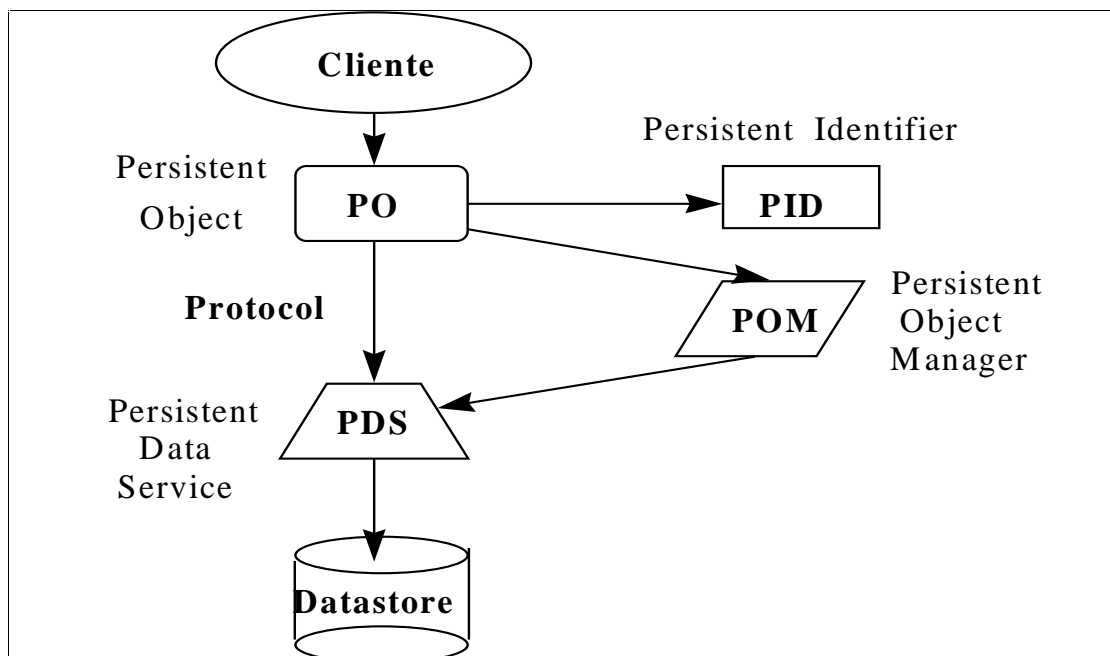 Cliente
Persistent Identifier
Persistent
Object
PO
PID
Protocol
POM
Persistent
Object
Manager
Persistent
Data
Service
PDS
Datastore